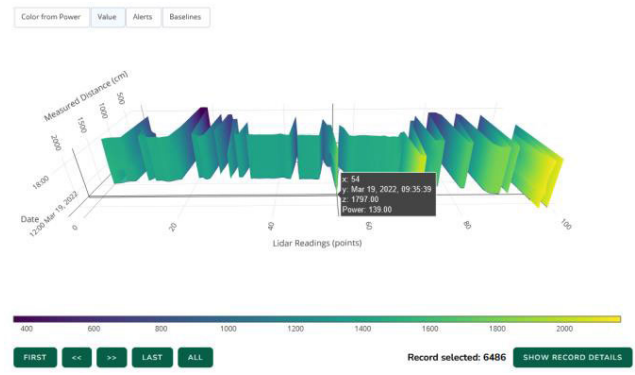 Color from Power Value Alerts Baselines
Measured Distance (cm)
500
1000
1500
2000
18:00
12:00 Mar 19, 2022
Date
x: 54
y: Mar 19, 2022, 09:35:39
z: 1797.00
Power: 139.00
0 20 40 60 80 100
Lidar Readings (points)
400 600 800 1000 1200 1400 1600 1800 2000
FIRST << >> LAST ALL Record selected: 6486 SHOW RECORD DETAILS